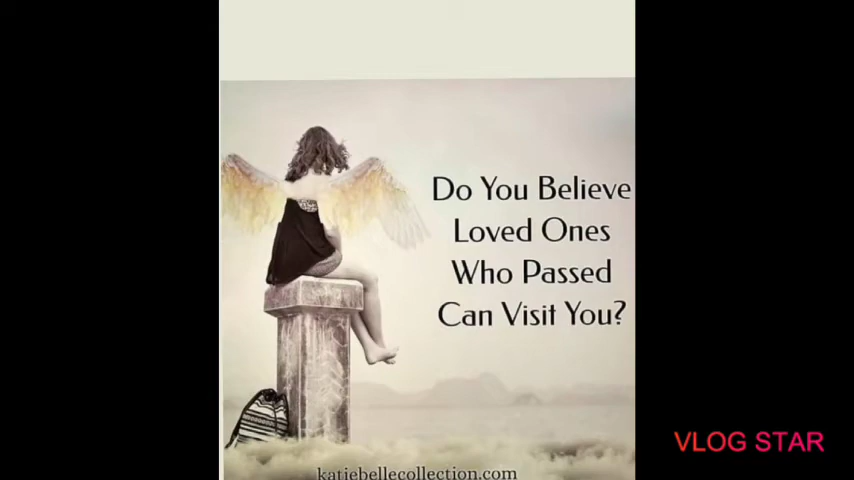 Do You Believe
Loved Ones
Who Passed
Can Visit You?
VLOG STAR
katiebellecollection.com